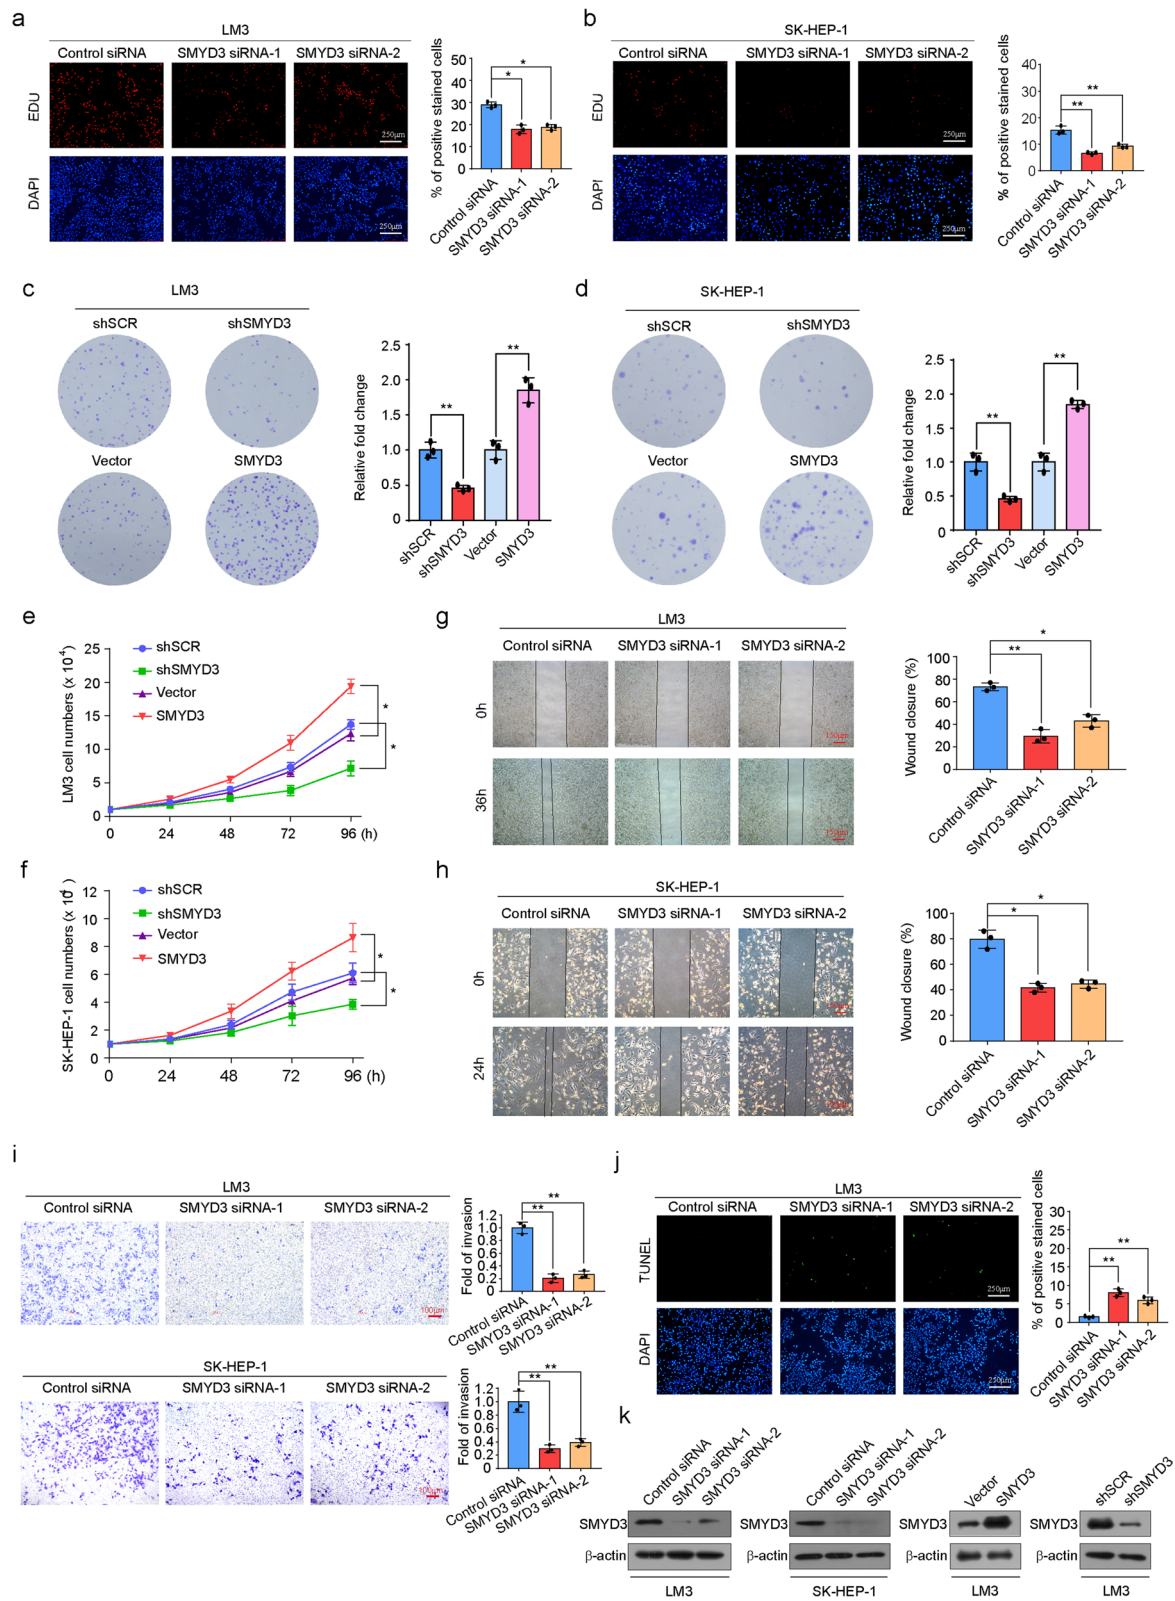 a
LM3
Control siRNA SMYD3 siRNA-1 SMYD3 siRNA-2
EDU
250μm
DAPI
250μm
% of positive stained cells
50
40
30
20
10
0
* *
Control siRNA
SMYD3 siRNA-1
SMYD3 siRNA-2
b
SK-HEP-1
Control siRNA SMYD3 siRNA-1 SMYD3 siRNA-2
EDU
250μm
DAPI
250μm
% of positive stained cells
40
30
20
10
0
** **
Control siRNA
SMYD3 siRNA-1
SMYD3 siRNA-2
c
LM3
shSCR shSMYD3
Vector SMYD3
Relative fold change
2.5
2.0
1.5
1.0
0.5
0
** **
shSCR
shSMYD3
Vector
SMYD3
d
SK-HEP-1
shSCR shSMYD3
Vector SMYD3
Relative fold change
2.5
2.0
1.5
1.0
0.5
0
** **
shSCR
shSMYD3
Vector
SMYD3
e
LM3 cell numbers (x 10⁴)
25
20
15
10
5
0
shSCR
shSMYD3
Vector
SMYD3
* *
0 24 48 72 96 (h)
f
SK-HEP-1 cell numbers (x 10⁴)
12
10
8
6
4
2
0
shSCR
shSMYD3
Vector
SMYD3
* *
0 24 48 72 96 (h)
g
LM3
Control siRNA SMYD3 siRNA-1 SMYD3 siRNA-2
0h
150μm
36h
150μm
Wound closure (%)
100
80
60
40
20
0
** *
Control siRNA
SMYD3 siRNA-1
SMYD3 siRNA-2
h
SK-HEP-1
Control siRNA SMYD3 siRNA-1 SMYD3 siRNA-2
0h
24h
Wound closure (%)
100
80
60
40
20
0
* *
Control siRNA
SMYD3 siRNA-1
SMYD3 siRNA-2
i
LM3
Control siRNA SMYD3 siRNA-1 SMYD3 siRNA-2
100μm
Fold of invasion
1.2
1.0
0.8
0.6
0.4
0.2
0
** **
Control siRNA
SMYD3 siRNA-1
SMYD3 siRNA-2
SK-HEP-1
Control siRNA SMYD3 siRNA-1 SMYD3 siRNA-2
100μm
Fold of invasion
1.2
1.0
0.8
0.6
0.4
0.2
0
** **
Control siRNA
SMYD3 siRNA-1
SMYD3 siRNA-2
j
LM3
Control siRNA SMYD3 siRNA-1 SMYD3 siRNA-2
TUNEL
250μm
DAPI
250μm
% of positive stained cells
30
25
20
15
10
5
0
** **
Control siRNA
SMYD3 siRNA-1
SMYD3 siRNA-2
k
Control siRNA
SMYD3 siRNA-1
SMYD3 siRNA-2
SMYD3
β-actin
LM3
Control siRNA
SMYD3 siRNA-1
SMYD3 siRNA-2
SMYD3
β-actin
SK-HEP-1
Vector
SMYD3
SMYD3
β-actin
LM3
shSCR
shSMYD3
SMYD3
β-actin
LM3